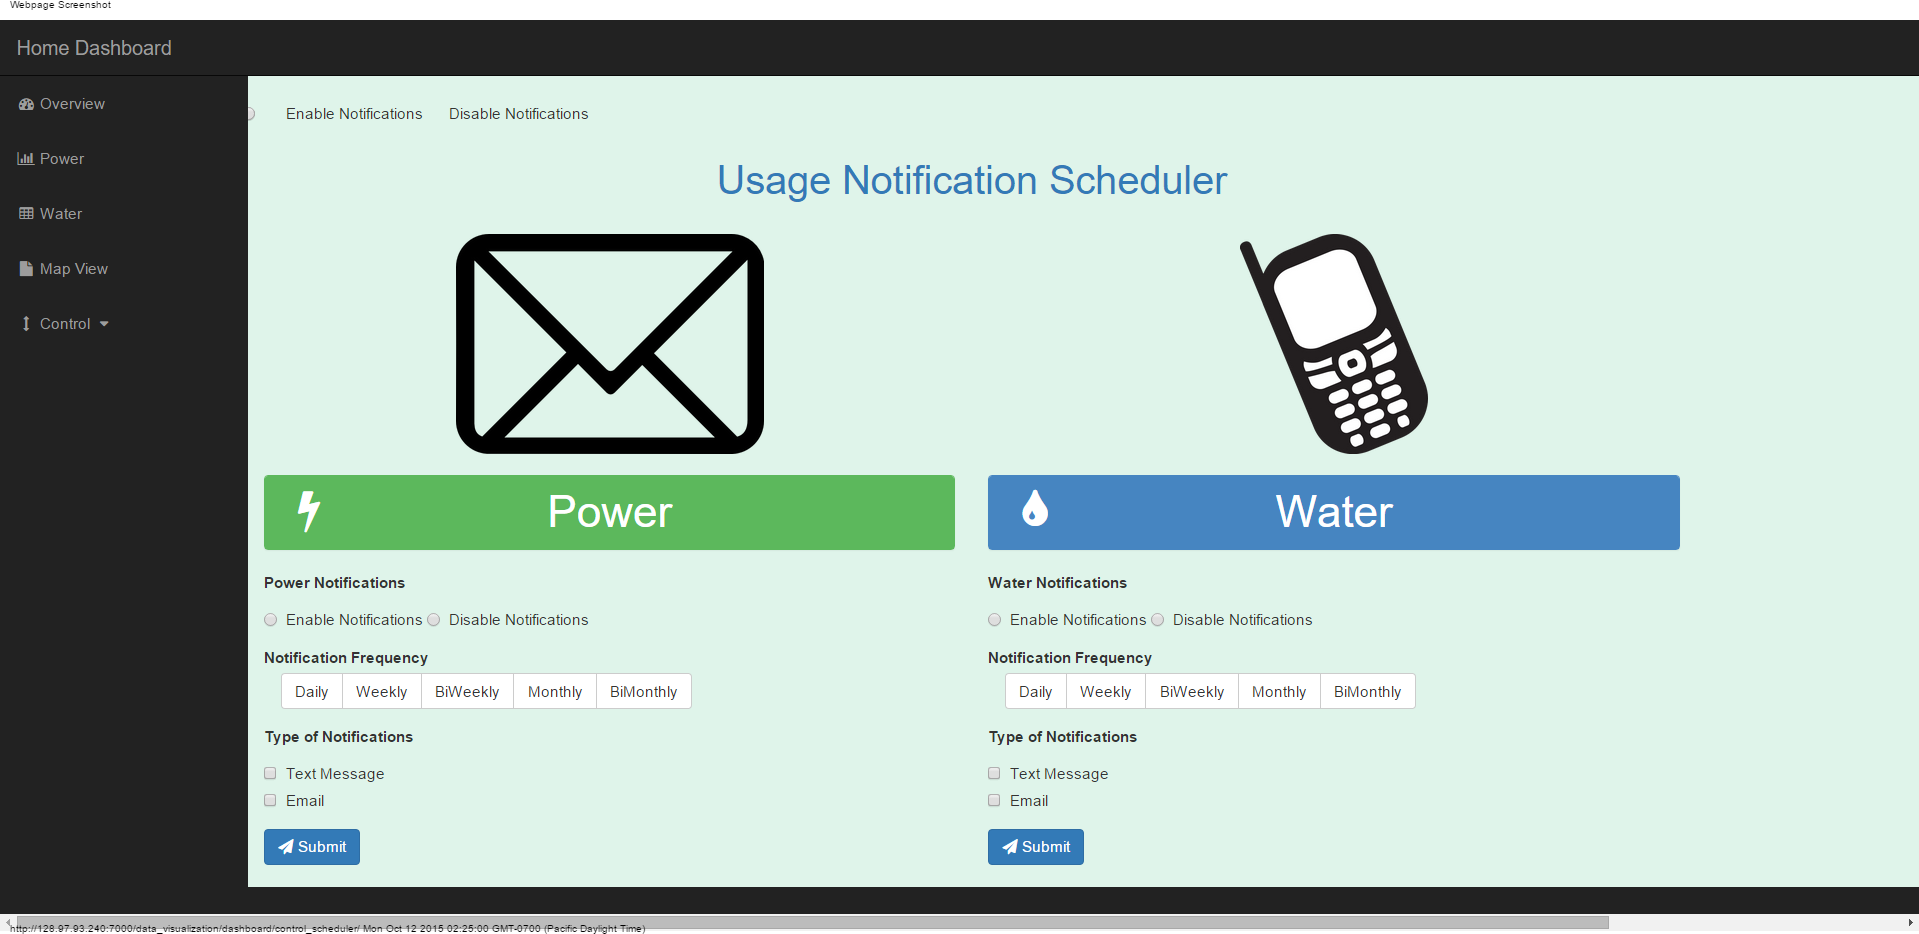 Webpage Screenshot
Home Dashboard
Overview
Power
Water
Map View
Control
Enable Notifications Disable Notifications
Usage Notification Scheduler
Power
Water
Power Notifications
Enable Notifications Disable Notifications
Notification Frequency
Daily Weekly BiWeekly Monthly BiMonthly
Type of Notifications
Text Message
Email
Submit
Water Notifications
Enable Notifications Disable Notifications
Notification Frequency
Daily Weekly BiWeekly Monthly BiMonthly
Type of Notifications
Text Message
Email
Submit
http://128.97.93.240:7000/data_visualization/dashboard/control_scheduler/ Mon Oct 12 2015 02:25:00 GMT-0700 (Pacific Daylight Time)